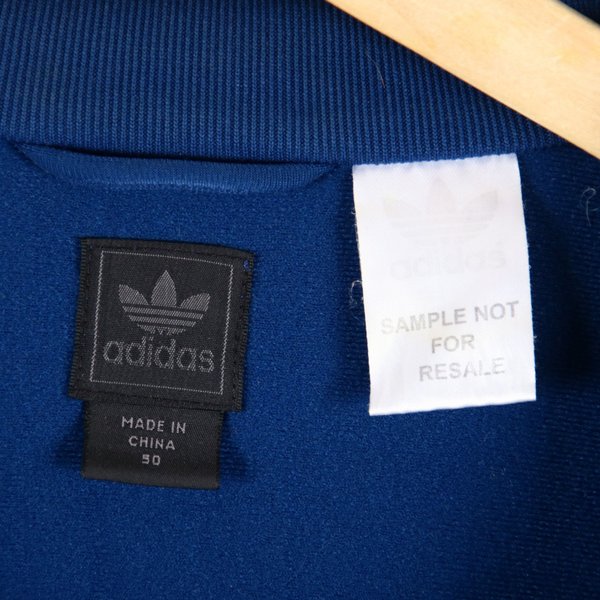 adidas
MADE IN
CHINA
50
adidas
SAMPLE NOT
FOR
RESALE